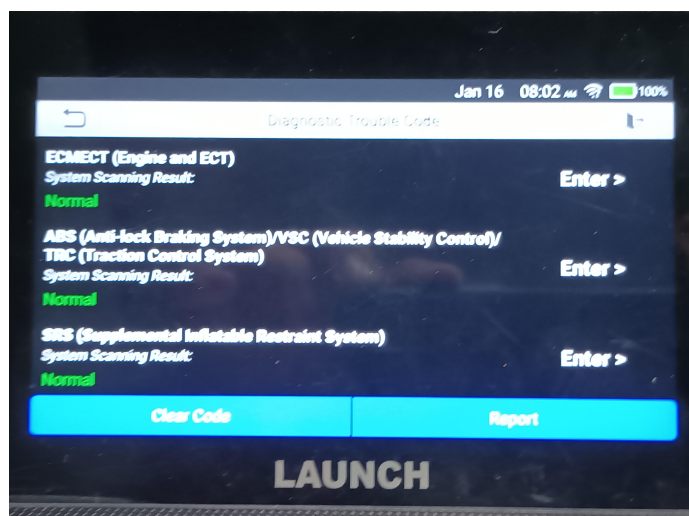 Jan 16 08:02 AM 100%
Diagnostic Trouble Code
ECMECT (Engine and ECT)
System Scanning Result:
Enter >
Normal
ABS (Anti-lock Braking System)/VSC (Vehicle Stability Control)/
TRC (Traction Control System)
System Scanning Result:
Enter >
Normal
SRS (Supplemental Inflatable Restraint System)
System Scanning Result:
Enter >
Normal
Clear Code Report
LAUNCH